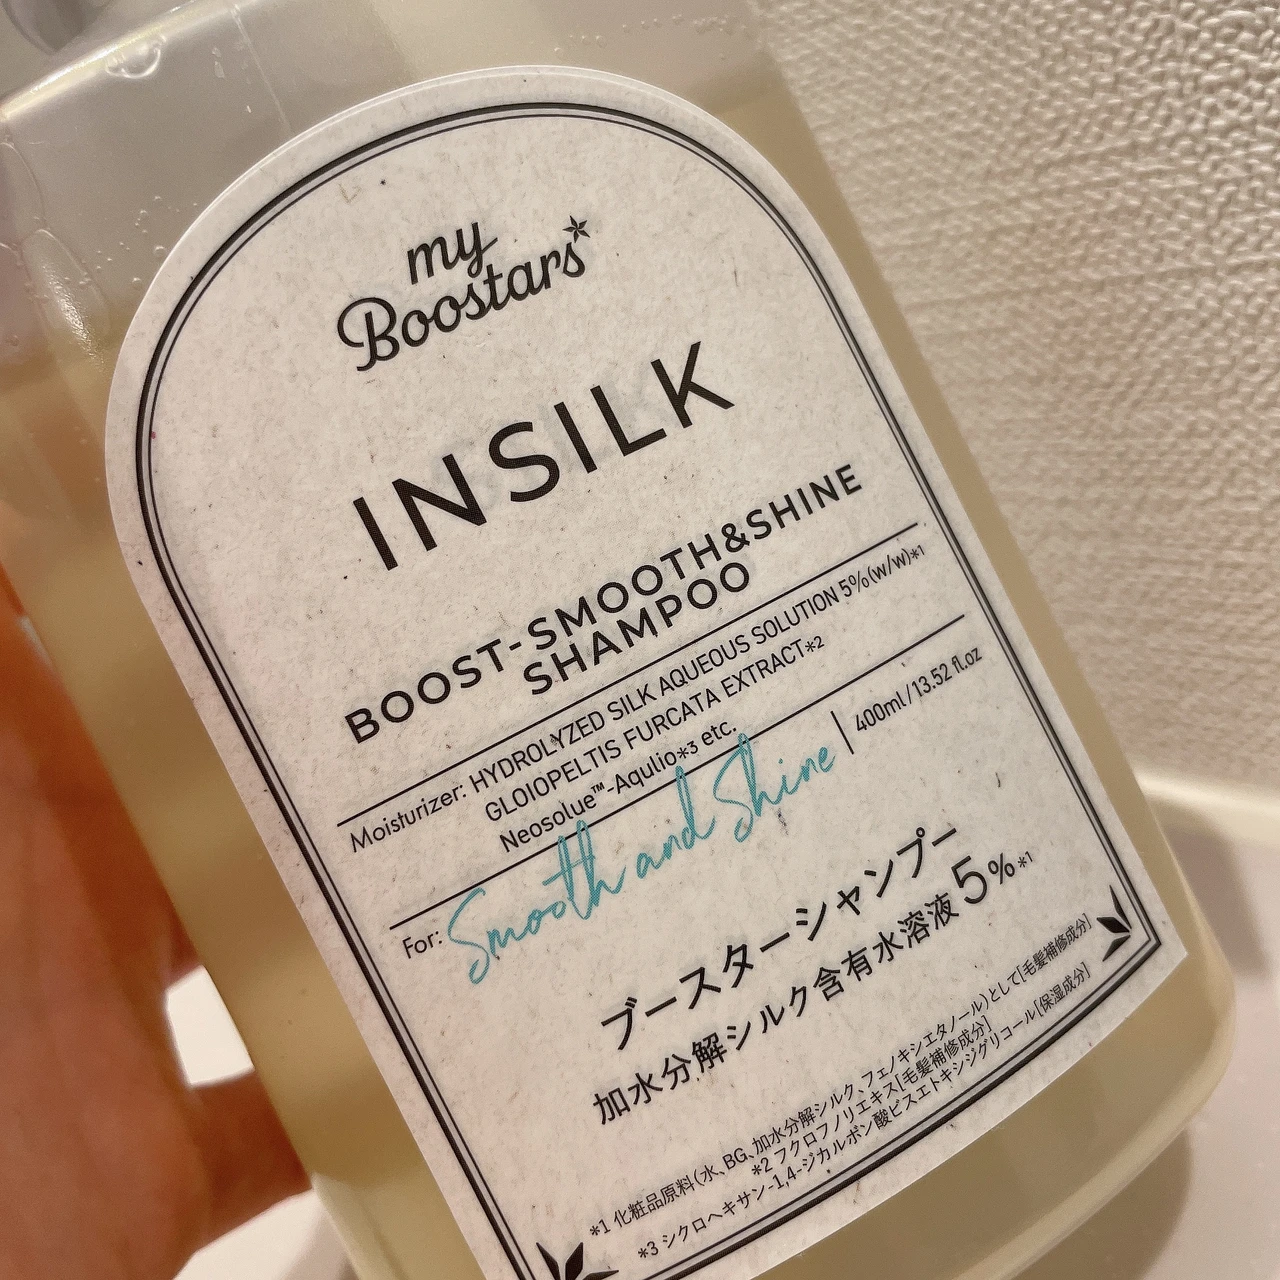 my
Boostars*
INSILK
BOOST-SMOOTH&SHINE
SHAMPOO
Moisturizer: HYDROLYZED SILK AQUEOUS SOLUTION 5%(w/w)*1
GLOIOPELTIS FURCATA EXTRACT*2
Neosolue™-Aqulio*3 etc.
For: Smooth and Shine | 400ml/13.52 fl.oz
ブースターシャンプー
加水分解シルク含有水溶液5%*1
*1 化粧品原料(水、BG、加水分解シルク、フェノキシエタノール)として[毛髪補修成分]
*2 フクロフノリエキス[毛髪補修成分]
*3 シクロヘキサン-1,4-ジカルボン酸ビスエトキシジグリコール[保湿成分]